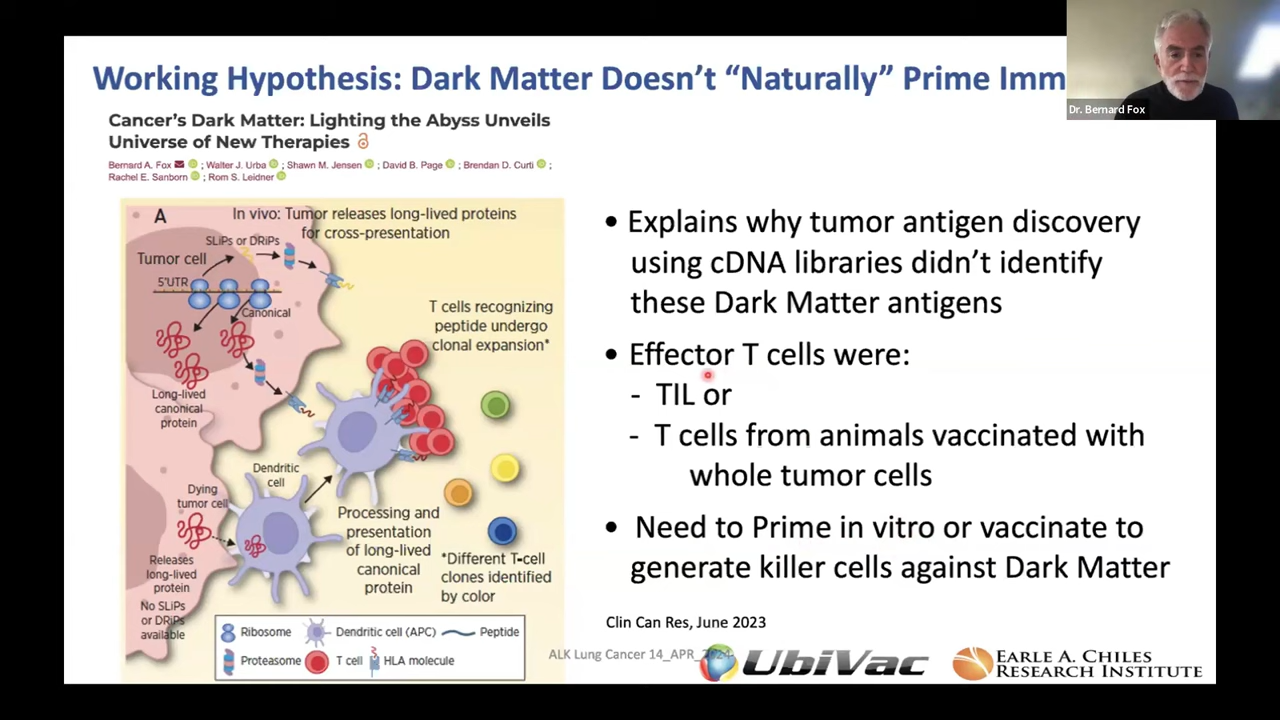 Working Hypothesis: Dark Matter Doesn't “Naturally” Prime Imm
Dr. Bernard Fox
Cancer's Dark Matter: Lighting the Abyss Unveils
Universe of New Therapies
Bernard A. Fox ; Walter J. Urba ; Shawn M. Jensen ; David B. Page ; Brendan D. Curti ;
Rachel E. Sanborn ; Rom S. Leidner
A
In vivo: Tumor releases long-lived proteins
for cross-presentation
SLiPs or DRiPs
Tumor cell
5'UTR
Canonical
Long-lived
canonical
protein
T cells recognizing
peptide undergo
clonal expansion*
Dendritic
cell
Dying
tumor cell
Releases
long-lived
protein
No SLiPs
or DRiPs
available
Processing and
presentation
of long-lived
canonical
protein
*Different T-cell
clones identified
by color
Ribosome
Dendritic cell (APC)
Peptide
Proteasome
T cell
HLA molecule
• Explains why tumor antigen discovery
using cDNA libraries didn't identify
these Dark Matter antigens
• Effector T cells were:
- TIL or
- T cells from animals vaccinated with
whole tumor cells
• Need to Prime in vitro or vaccinate to
generate killer cells against Dark Matter
Clin Can Res, June 2023
ALK Lung Cancer 14_APR_2024
UbiVac
EARLE A. CHILES
RESEARCH INSTITUTE